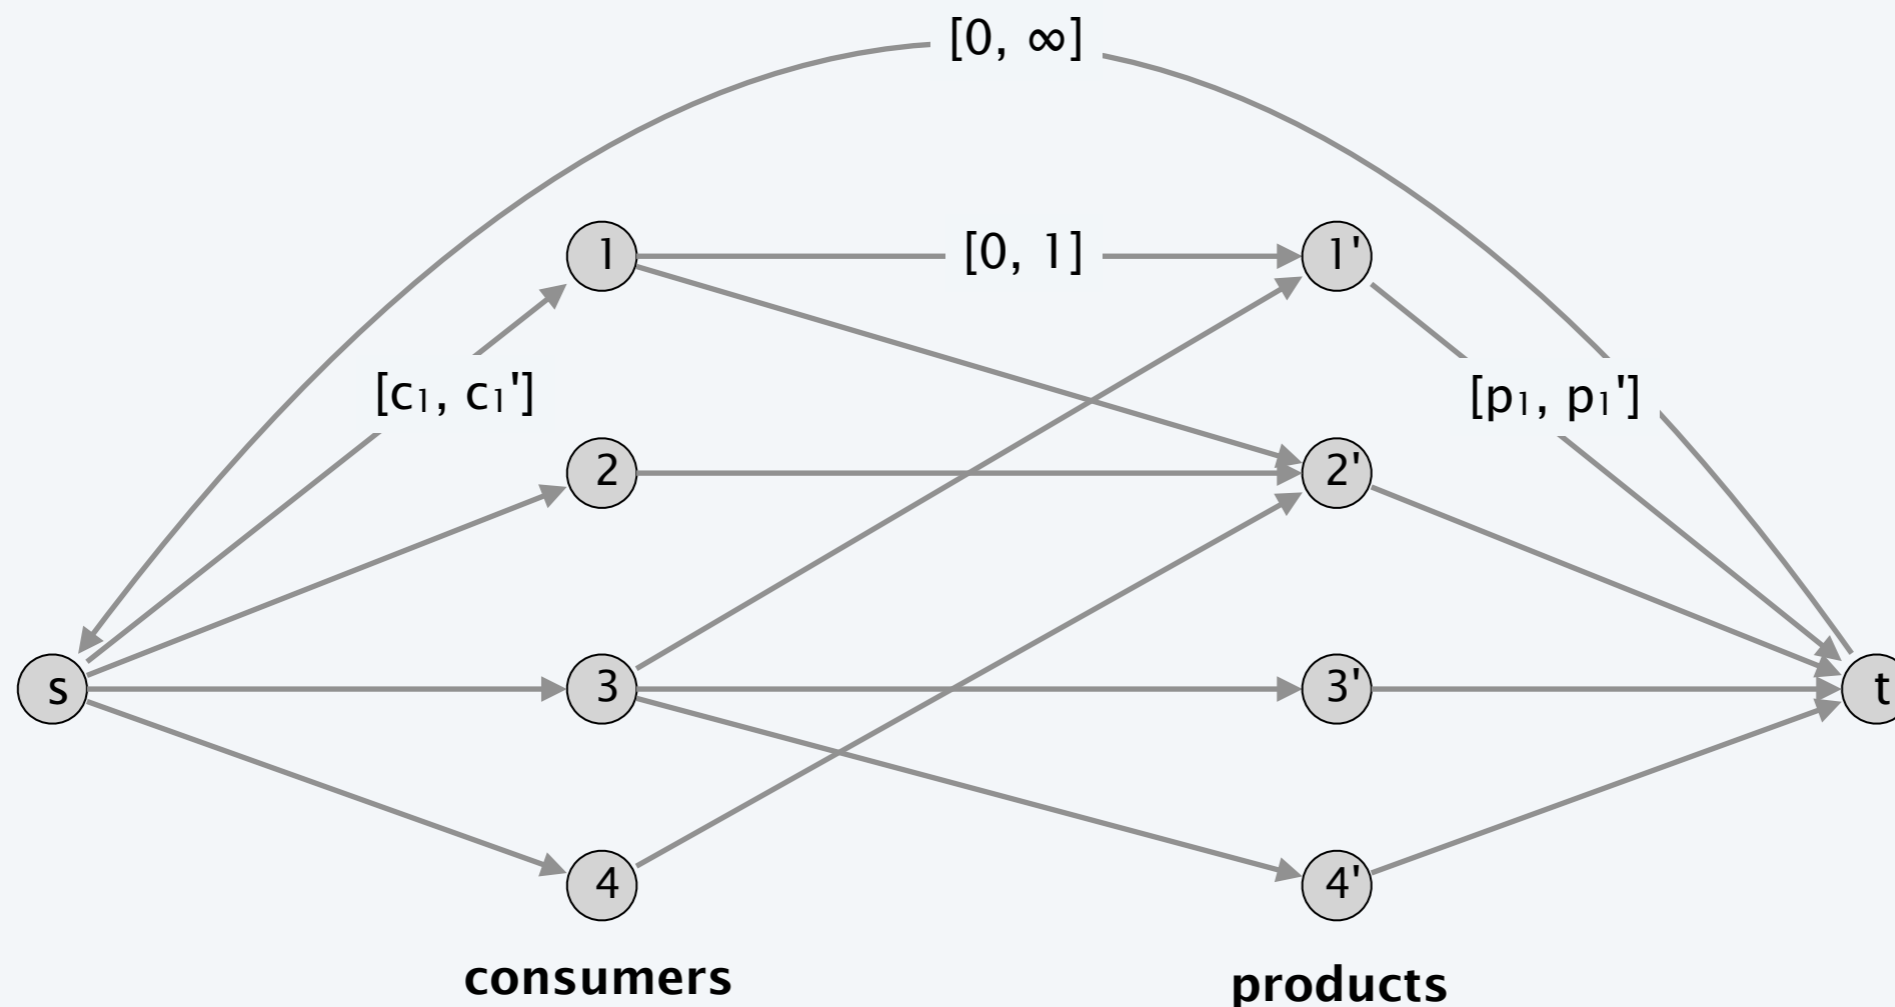 [0, ∞]
1
[0, 1]
1'
[c₁, c₁']
[p₁, p₁']
2
2'
s
3
3'
t
4
4'
consumers
products